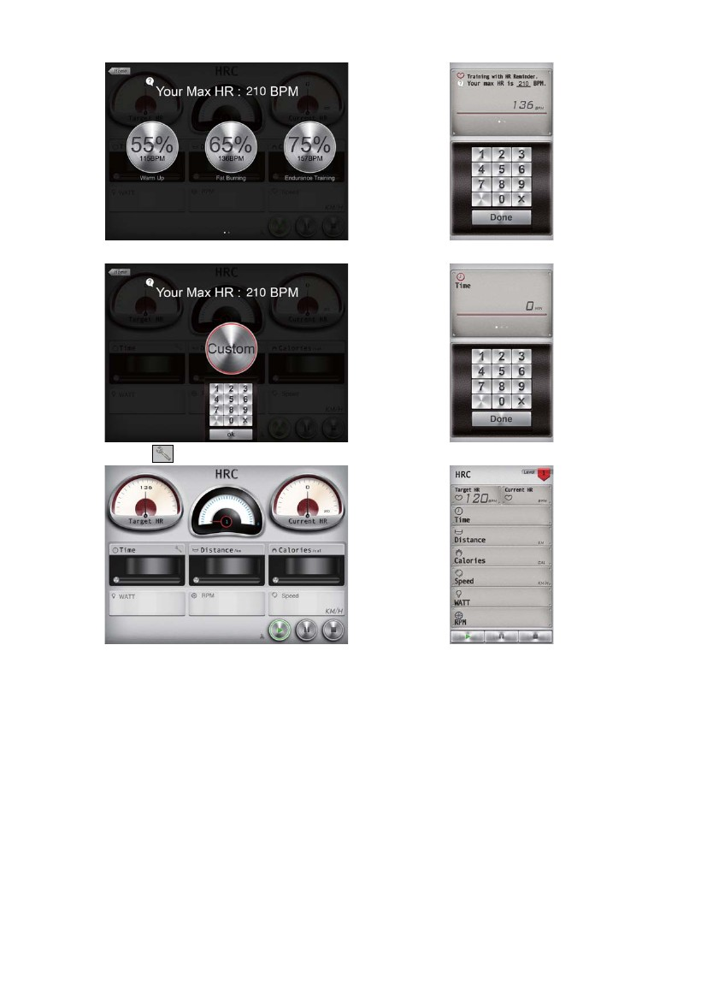 Home
HRC
Your Max HR : 210 BPM
Target HR
Current HR
55%
115BPM
Warm Up
65%
136BPM
Fat Burning
75%
157BPM
Endurance Training
WATT
RPM
Speed
KM/H
Training with HR Reminder.
Your max HR is 210 BPM.
136 BPM
1 2 3
4 5 6
7 8 9
0 X
Done
Home
HRC
Your Max HR : 210 BPM
Target HR
Current HR
Time
Custom
Calories
1 2 3
4 5 6
7 8 9
0 X
ok
WATT
Speed
KM/H
Time
0 MIN
1 2 3
4 5 6
7 8 9
0 X
Done
HRC
136
Target HR
1
0
Current HR
Time
Distance
Calories
WATT
RPM
Speed
KM/H
HRC
Level 1
Target HR
120 BPM
Current HR
BPM
Time
Distance
KM
Calories
Speed
KM/H
WATT
RPM